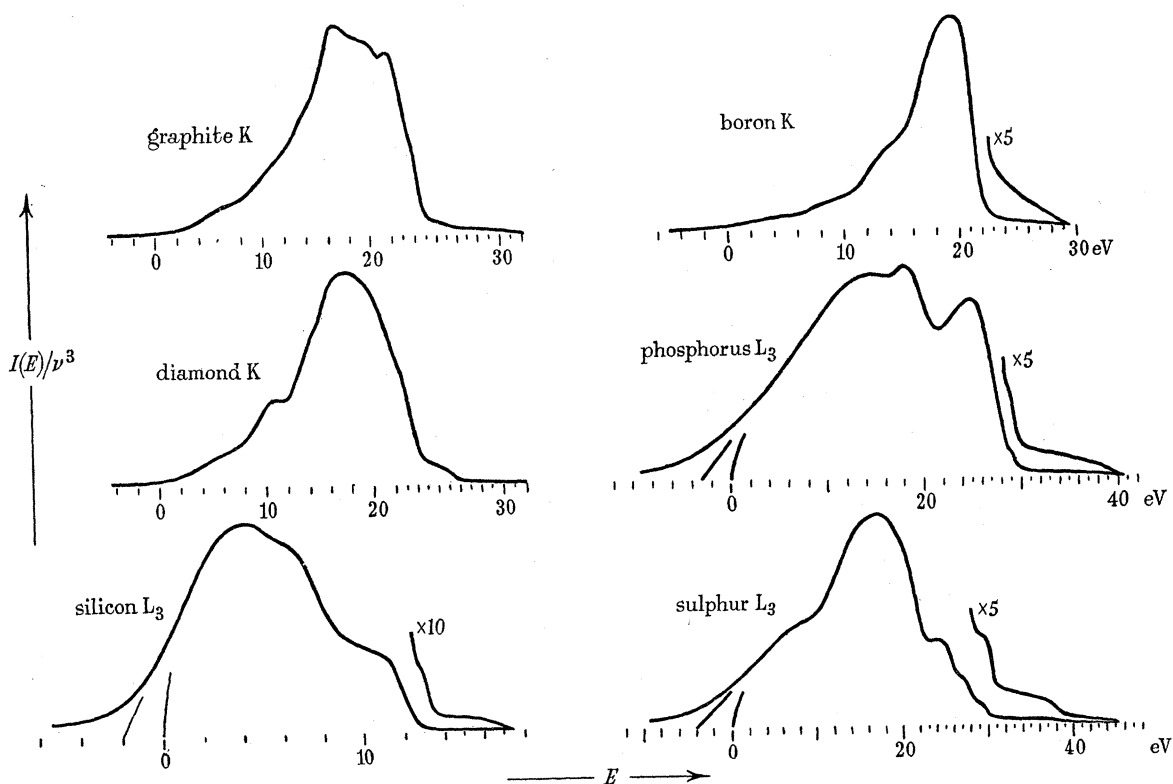 graphite K
0 10 20 30
boron K
×5
0 10 20 30 eV
I(E)/ν³
diamond K
0 10 20 30
phosphorus L₃
×5
0 20 40 eV
silicon L₃
×10
0 10
sulphur L₃
×5
0 20 40 eV
E